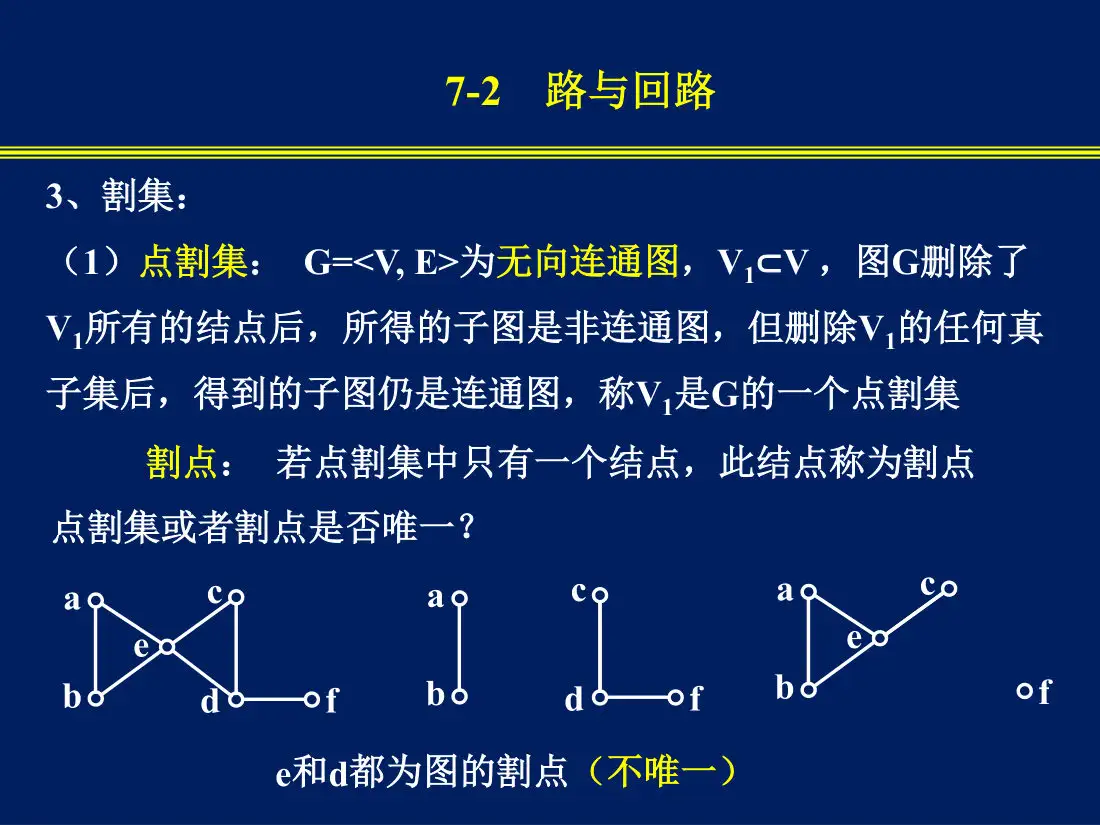 7-2 路与回路
3、割集：
（1）点割集： G=<V, E>为无向连通图，V₁⊂V ，图G删除了
V₁所有的结点后，所得的子图是非连通图，但删除V₁的任何真
子集后，得到的子图仍是连通图，称V₁是G的一个点割集
割点： 若点割集中只有一个结点，此结点称为割点
点割集或者割点是否唯一？
a c a c a c
e e
b d f b d f b f
e和d都为图的割点（不唯一）